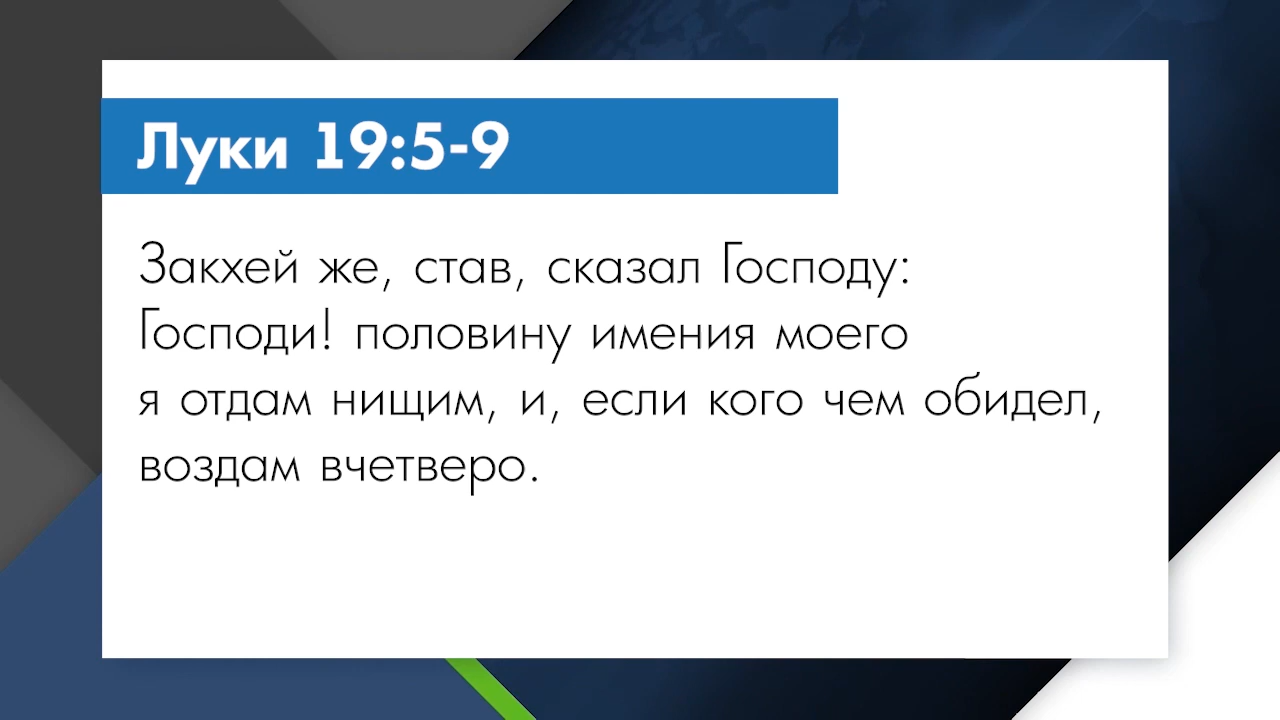 Луки 19:5-9
Закхей же, став, сказал Господу:
Господи! половину имения моего
я отдам нищим, и, если кого чем обидел,
воздам вчетверо.